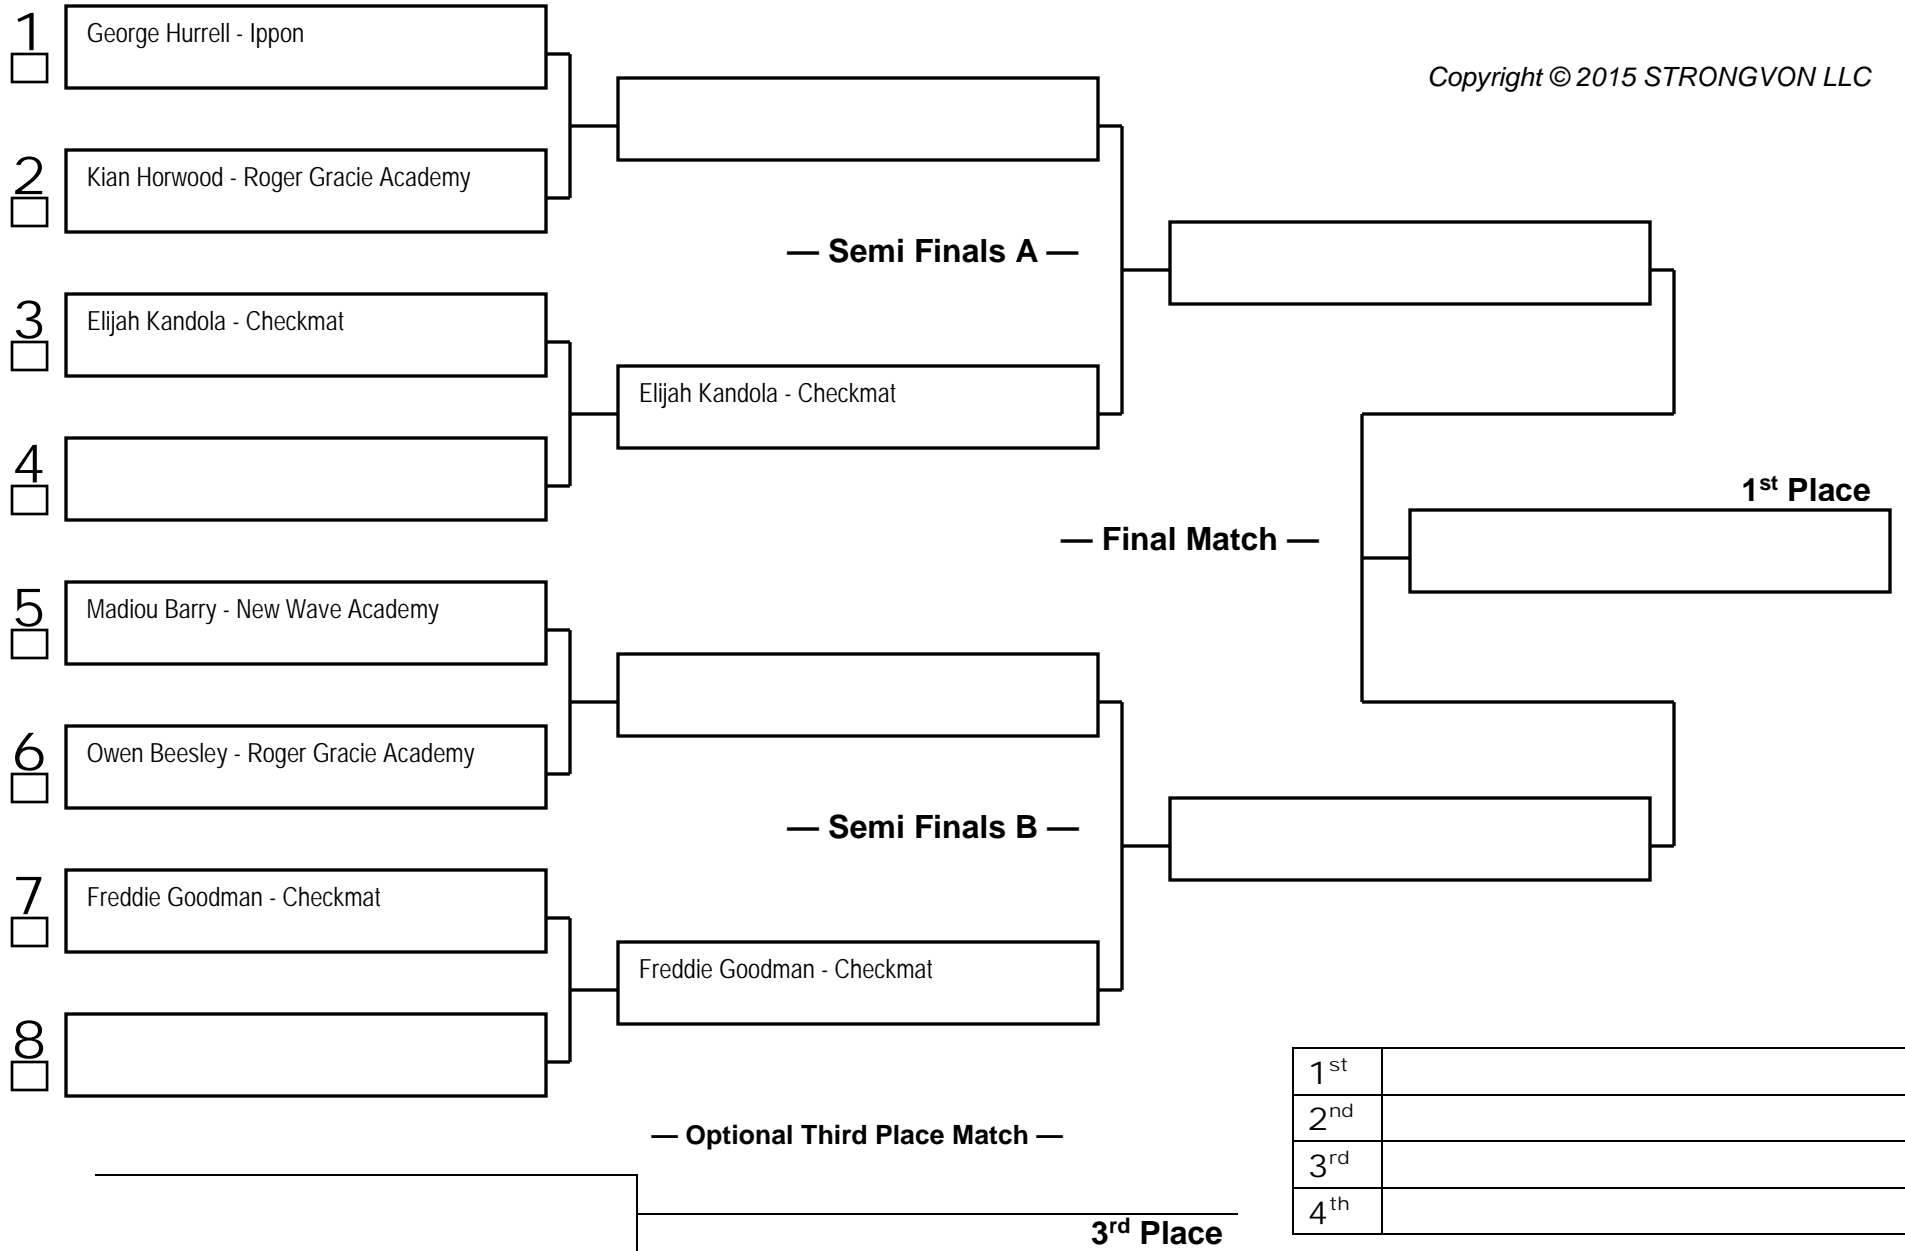 1
George Hurrell - Ippon
Copyright © 2015 STRONGVON LLC
2
Kian Horwood - Roger Gracie Academy
— Semi Finals A —
3
Elijah Kandola - Checkmat
Elijah Kandola - Checkmat
4
1st Place
— Final Match —
5
Madiou Barry - New Wave Academy
6
Owen Beesley - Roger Gracie Academy
— Semi Finals B —
7
Freddie Goodman - Checkmat
Freddie Goodman - Checkmat
8
— Optional Third Place Match —
3rd Place
1st
2nd
3rd
4th